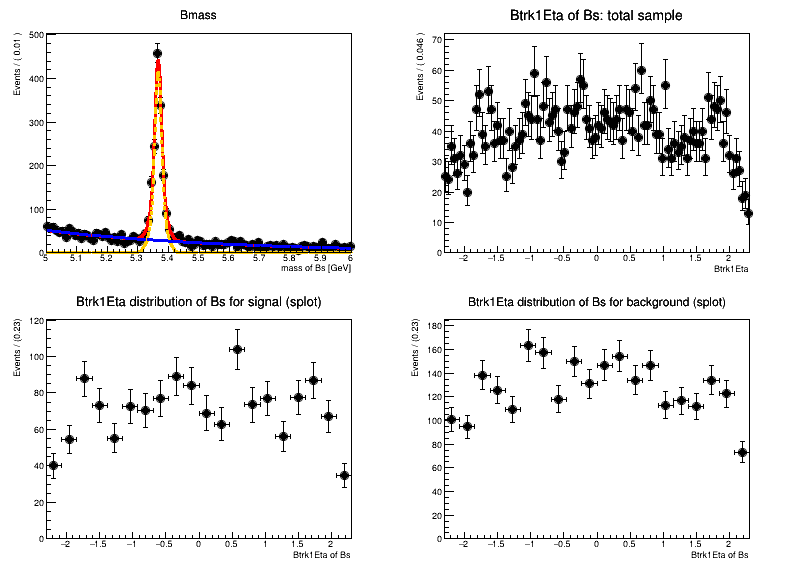 Bmass
Events / ( 0.01 )
500
400
300
200
100
0
5 5.1 5.2 5.3 5.4 5.5 5.6 5.7 5.8 5.9 6
mass of Bs [GeV]
Btrk1Eta of Bs: total sample
Events / ( 0.046 )
70
60
50
40
30
20
10
0
−2 −1.5 −1 −0.5 0 0.5 1 1.5 2
Btrk1Eta
Btrk1Eta distribution of Bs for signal (splot)
Events / (0.23)
120
100
80
60
40
20
0
−2 −1.5 −1 −0.5 0 0.5 1 1.5 2
Btrk1Eta of Bs
Btrk1Eta distribution of Bs for background (splot)
Events / (0.23)
180
160
140
120
100
80
60
40
20
0
−2 −1.5 −1 −0.5 0 0.5 1 1.5 2
Btrk1Eta of Bs